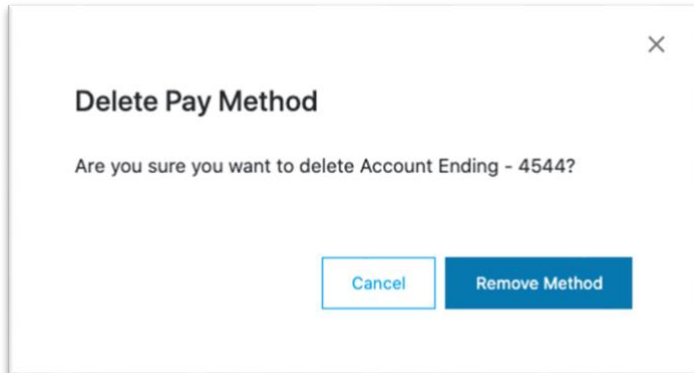 Delete Pay Method
Are you sure you want to delete Account Ending - 4544?
Cancel
Remove Method